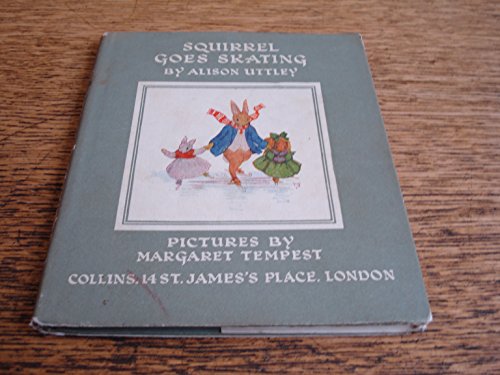 SQUIRREL
GOES SKATING
BY ALISON UTTLEY
PICTURES BY
MARGARET TEMPEST
COLLINS, 14 ST. JAMES'S PLACE, LONDON